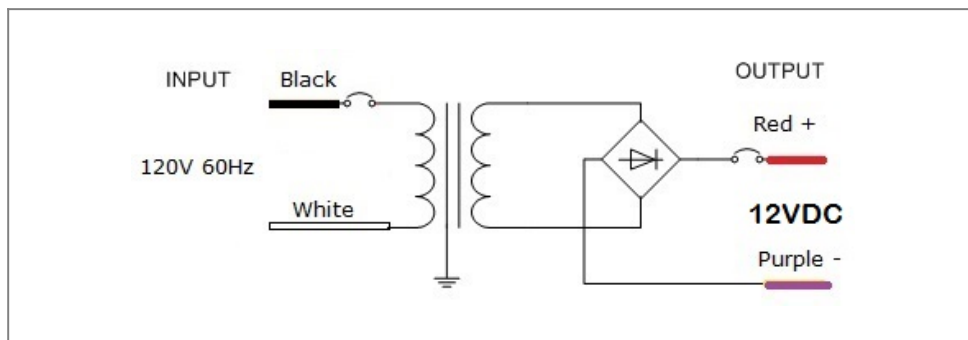 INPUT
Black
OUTPUT
Red +
120V 60Hz
White
12VDC
Purple -